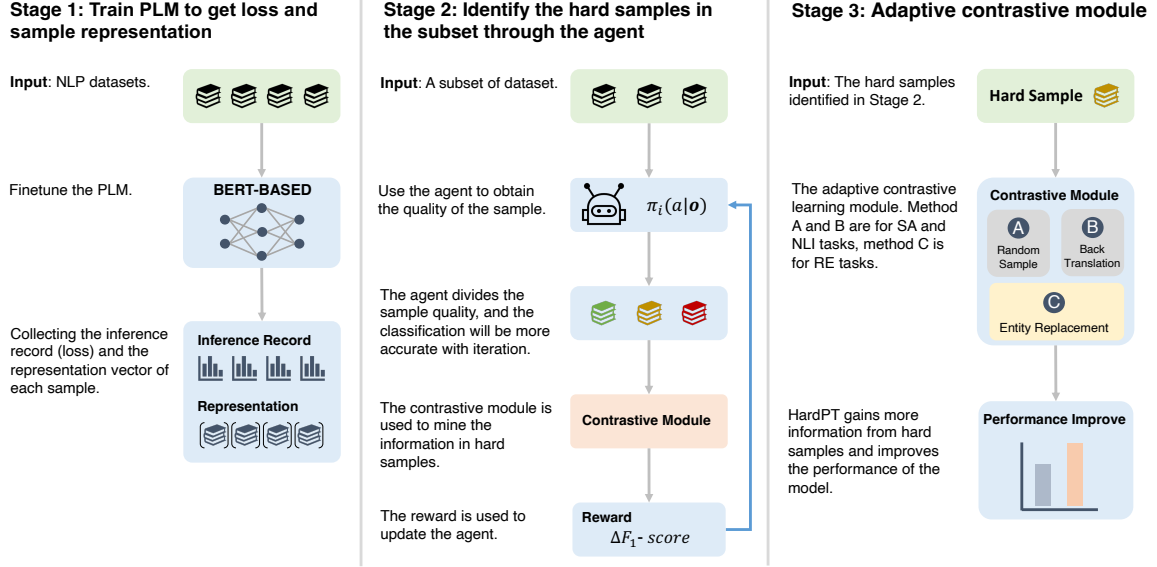 Stage 1: Train PLM to get loss and
sample representation
Input: NLP datasets.
Finetune the PLM.
BERT-BASED
Collecting the inference
record (loss) and the
representation vector of
each sample.
Inference Record
Representation
Stage 2: Identify the hard samples in
the subset through the agent
Input: A subset of dataset.
Use the agent to obtain
the quality of the sample.
π_i(a|o)
The agent divides the
sample quality, and the
classification will be more
accurate with iteration.
The contrastive module is
used to mine the
information in hard
samples.
Contrastive Module
The reward is used to
update the agent.
Reward
ΔF₁- score
Stage 3: Adaptive contrastive module
Input: The hard samples
identified in Stage 2.
Hard Sample
The adaptive contrastive
learning module. Method
A and B are for SA and
NLI tasks, method C is
for RE tasks.
Contrastive Module
A
Random
Sample
B
Back
Translation
C
Entity Replacement
HardPT gains more
information from hard
samples and improves
the performance of the
model.
Performance Improve